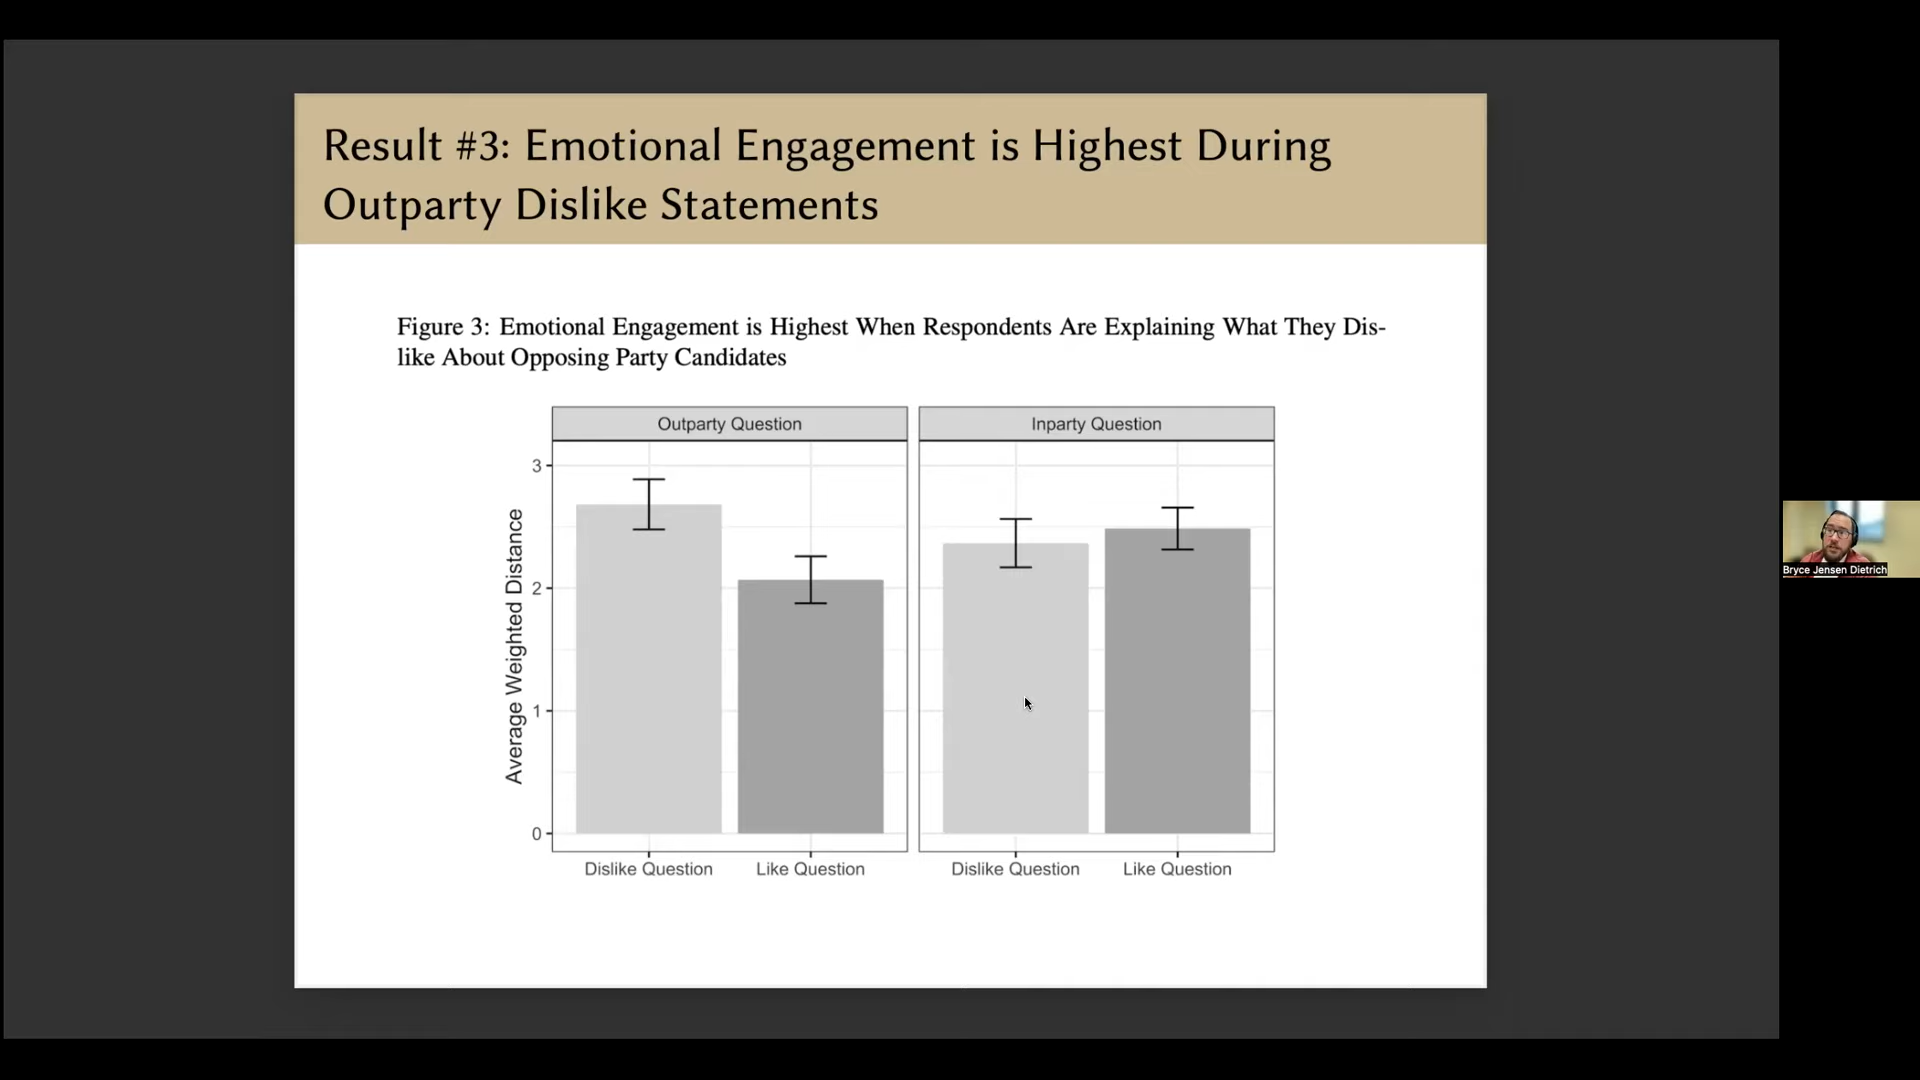 Result #3: Emotional Engagement is Highest During
Outparty Dislike Statements
Figure 3: Emotional Engagement is Highest When Respondents Are Explaining What They Dis-
like About Opposing Party Candidates
Outparty Question
Inparty Question
Average Weighted Distance
3
2
1
0
Dislike Question
Like Question
Dislike Question
Like Question
Bryce Jensen Dietrich